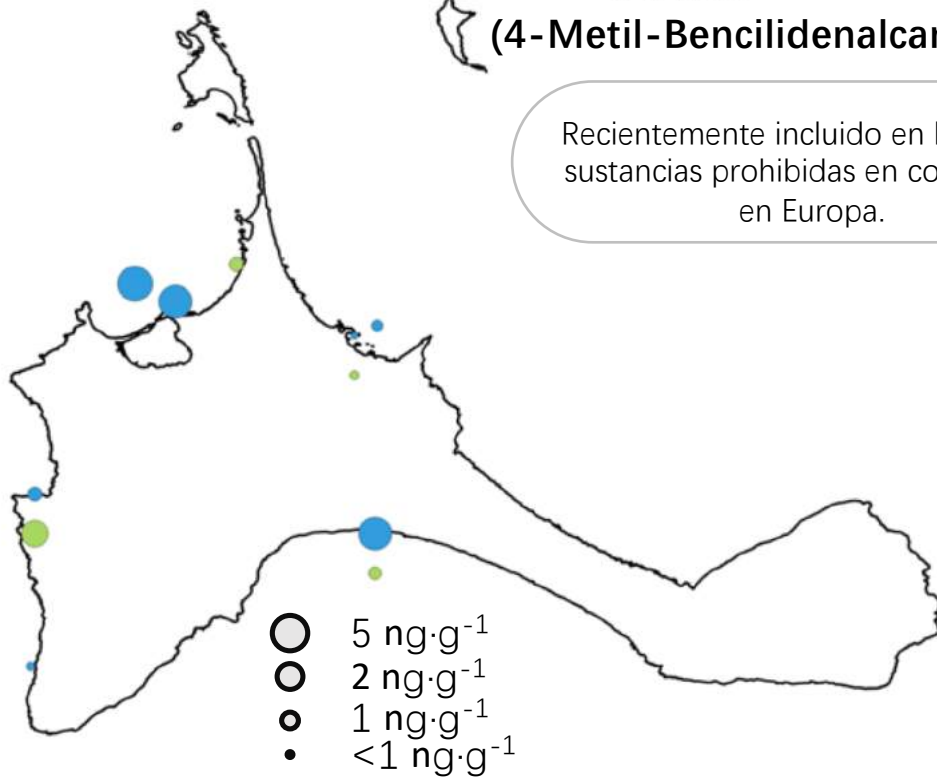 (4-Metil-Bencilidenalcan
Recientemente incluido en
sustancias prohibidas en co
en Europa.
5 ng·g⁻¹
2 ng·g⁻¹
1 ng·g⁻¹
<1 ng·g⁻¹